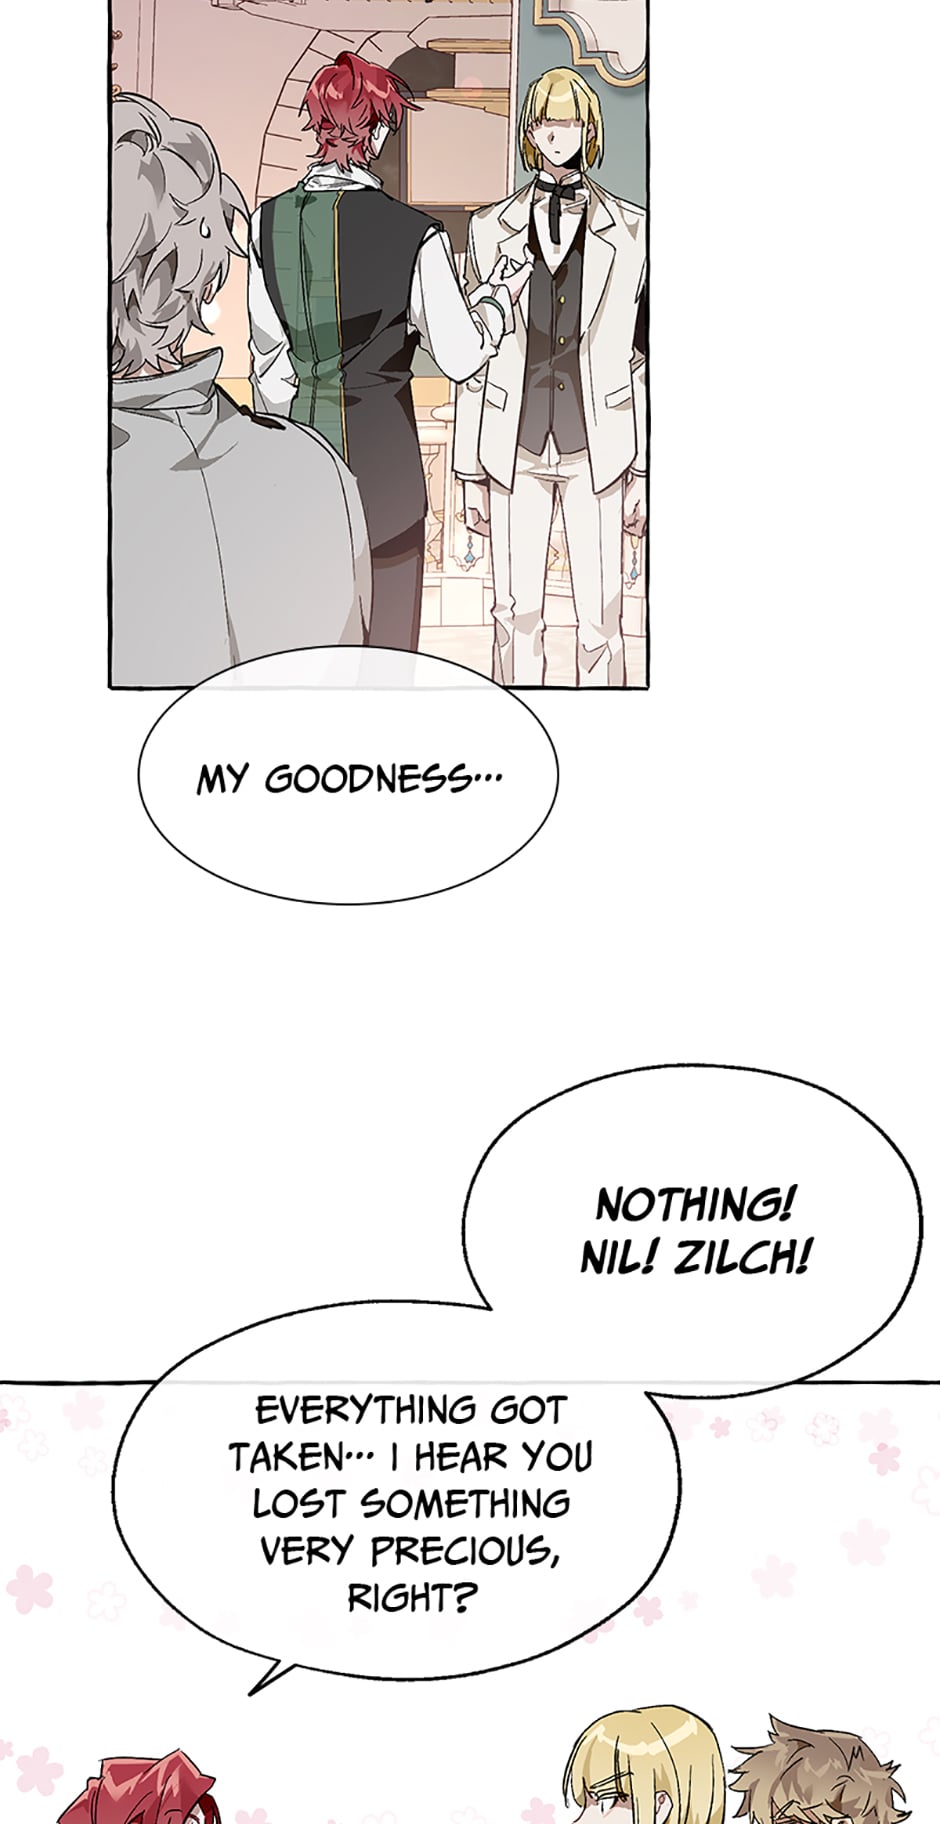 MY GOODNESS...
NOTHING!
NIL! ZILCH!
EVERYTHING GOT
TAKEN... I HEAR YOU
LOST SOMETHING
VERY PRECIOUS,
RIGHT?